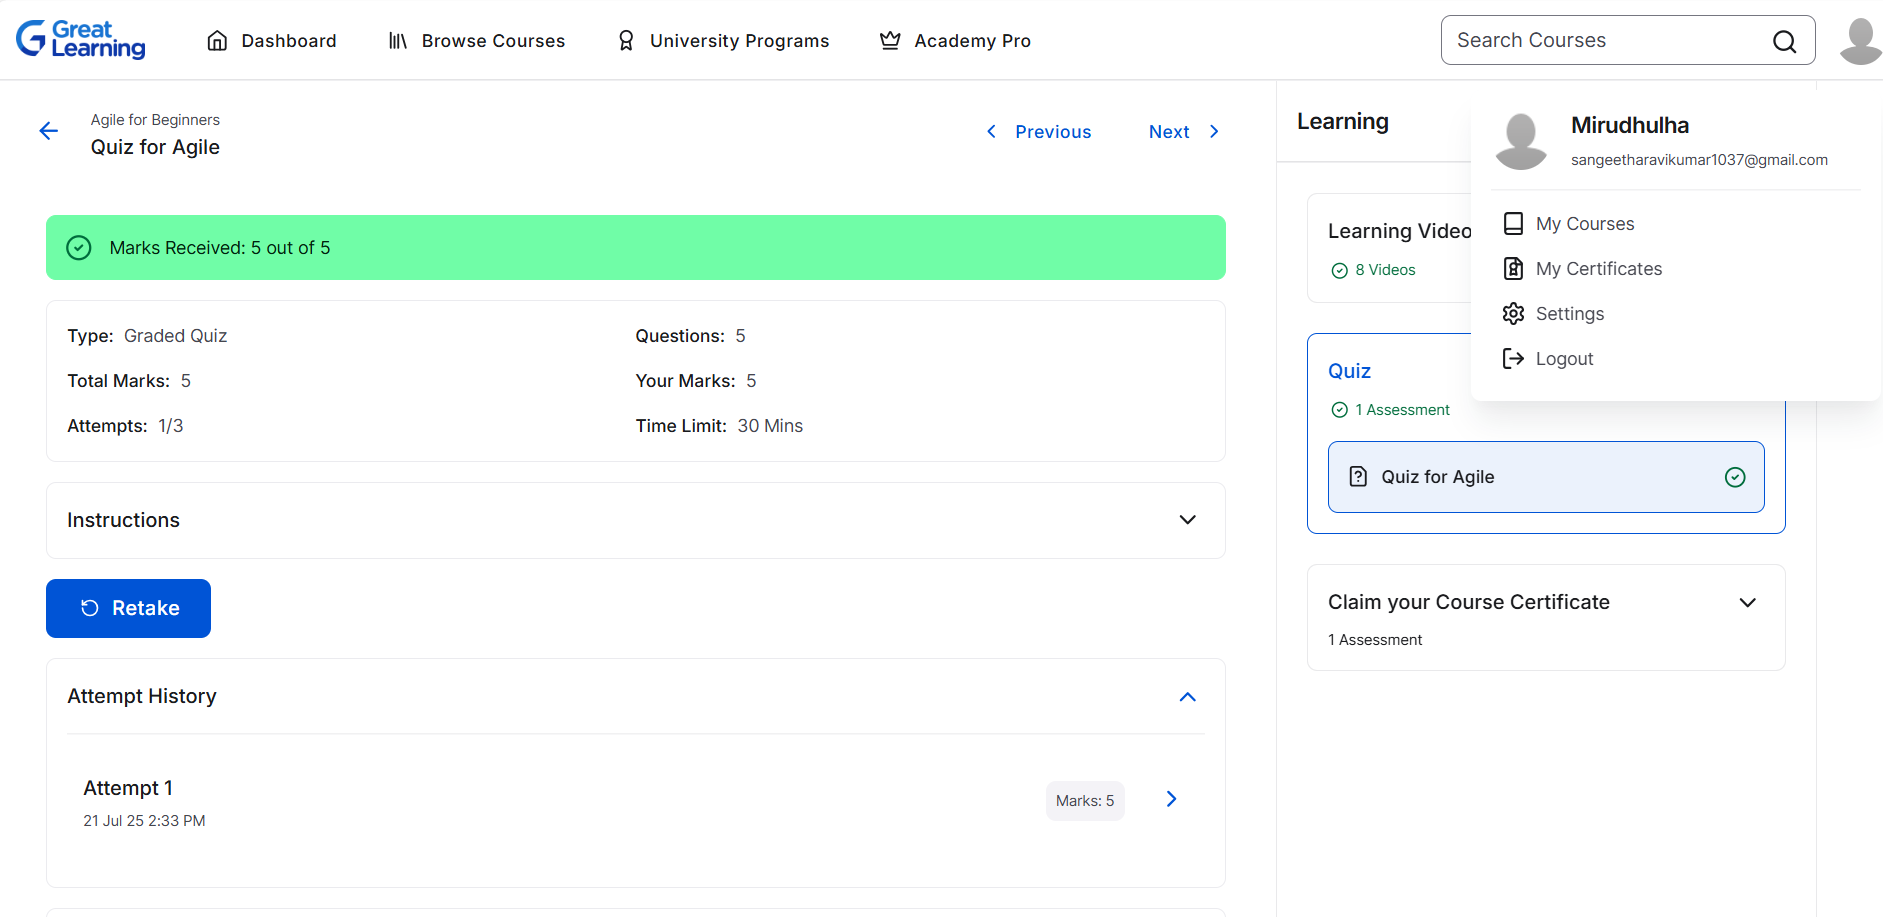 Great Learning
Dashboard
Browse Courses
University Programs
Academy Pro
Search Courses
Agile for Beginners
Quiz for Agile
Previous
Next
Marks Received: 5 out of 5
Type: Graded Quiz
Questions: 5
Total Marks: 5
Your Marks: 5
Attempts: 1/3
Time Limit: 30 Mins
Instructions
Retake
Attempt History
Attempt 1
21 Jul 25 2:33 PM
Marks: 5
Learning
Learning Video
8 Videos
Quiz
1 Assessment
Quiz for Agile
Claim your Course Certificate
1 Assessment
Mirudhulha
sangeetharavikumar1037@gmail.com
My Courses
My Certificates
Settings
Logout